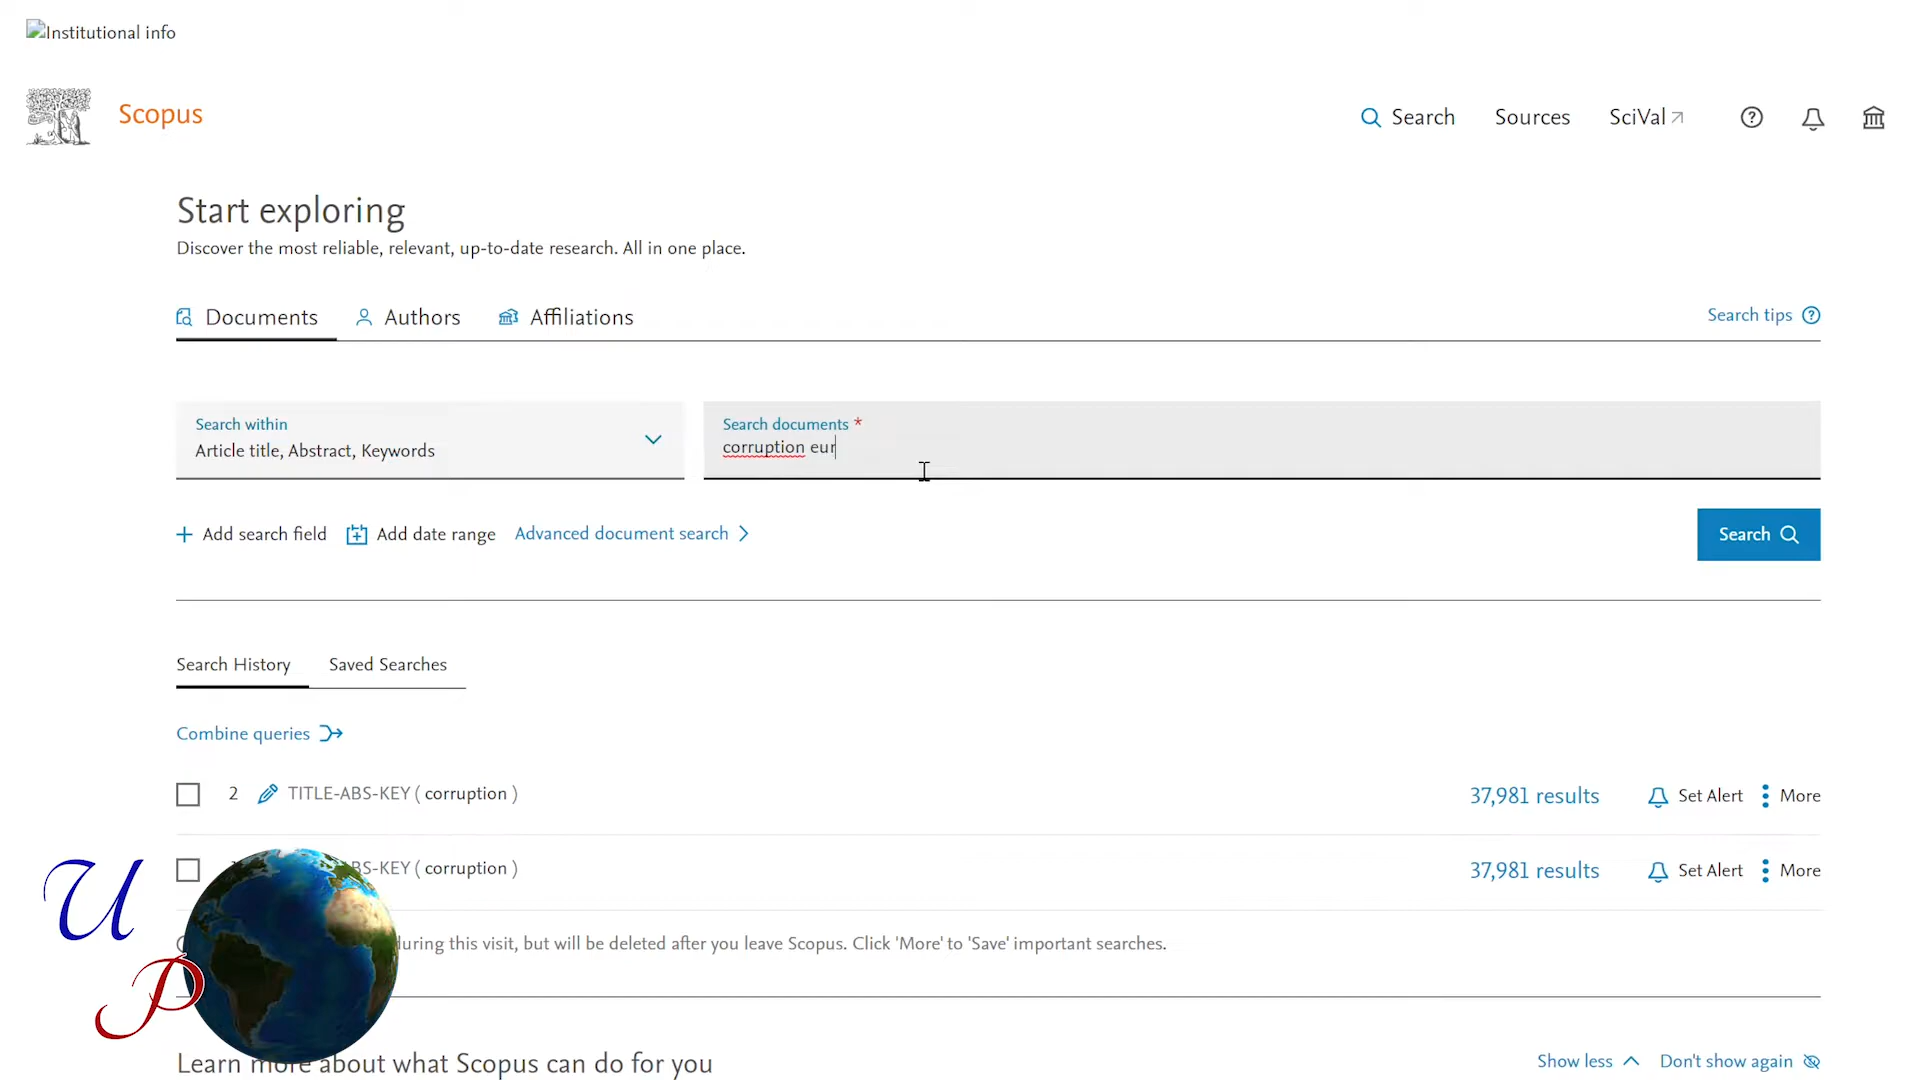 Institutional info
Scopus
Search
Sources
SciVal
Start exploring
Discover the most reliable, relevant, up-to-date research. All in one place.
Documents
Authors
Affiliations
Search tips
Search within
Article title, Abstract, Keywords
Search documents *
corruption eur
Add search field
Add date range
Advanced document search
Search
Search History
Saved Searches
Combine queries
2 TITLE-ABS-KEY ( corruption )
37,981 results
Set Alert
More
BS-KEY ( corruption )
37,981 results
Set Alert
More
during this visit, but will be deleted after you leave Scopus. Click 'More' to 'Save' important searches.
U
P
Learn more about what Scopus can do for you
Show less
Don't show again